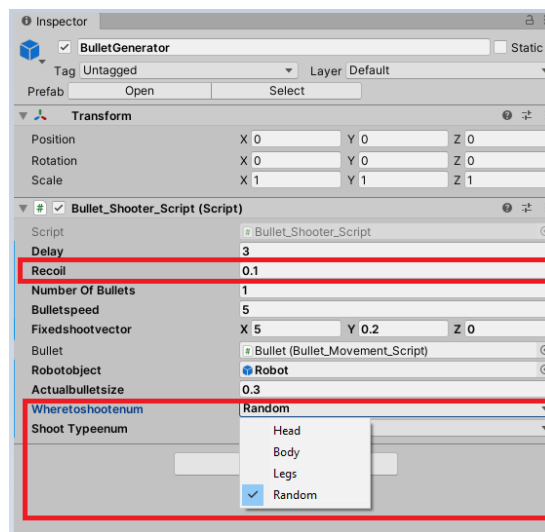 Inspector
BulletGenerator Static
Tag Untagged Layer Default
Prefab Open Select
Transform
Position X 0 Y 0 Z 0
Rotation X 0 Y 0 Z 0
Scale X 1 Y 1 Z 1
# Bullet_Shooter_Script (Script)
Script # Bullet_Shooter_Script
Delay 3
Recoil 0.1
Number Of Bullets 1
Bulletspeed 5
Fixedshootvector X 5 Y 0.2 Z 0
Bullet # Bullet (Bullet_Movement_Script)
Robotobject Robot
Actualbulletsize 0.3
Wheretoshootenum Random
Shoot Typeenum
Head
Body
Legs
Random